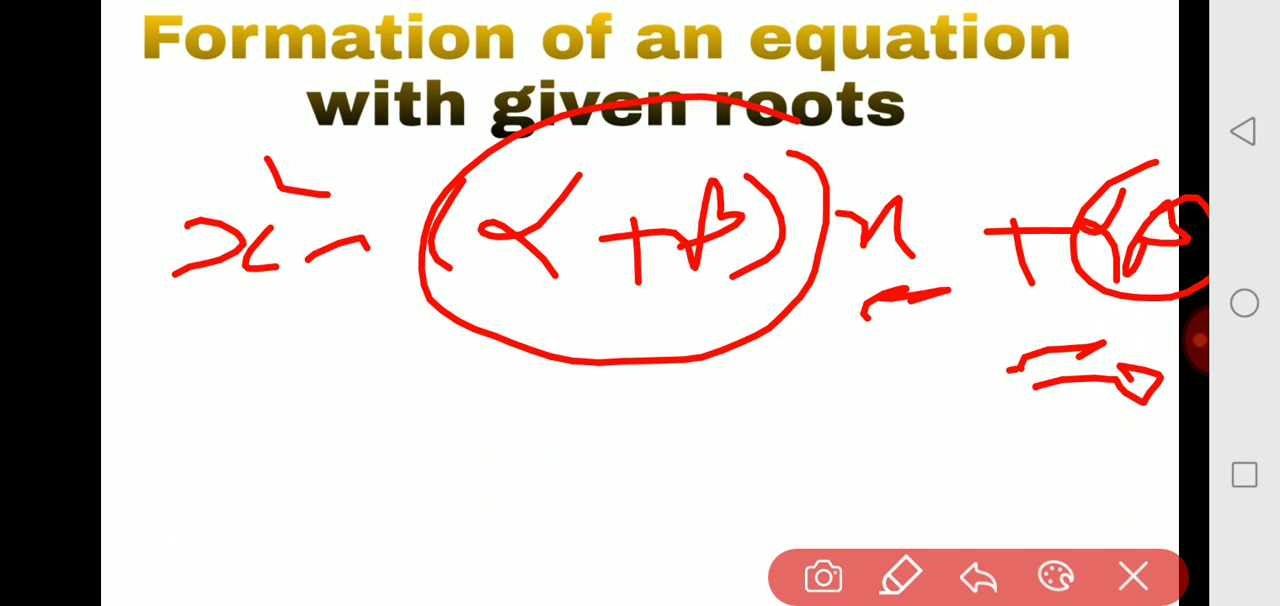 Formation of an equation
with given roots
x² - (α + β) x + αβ